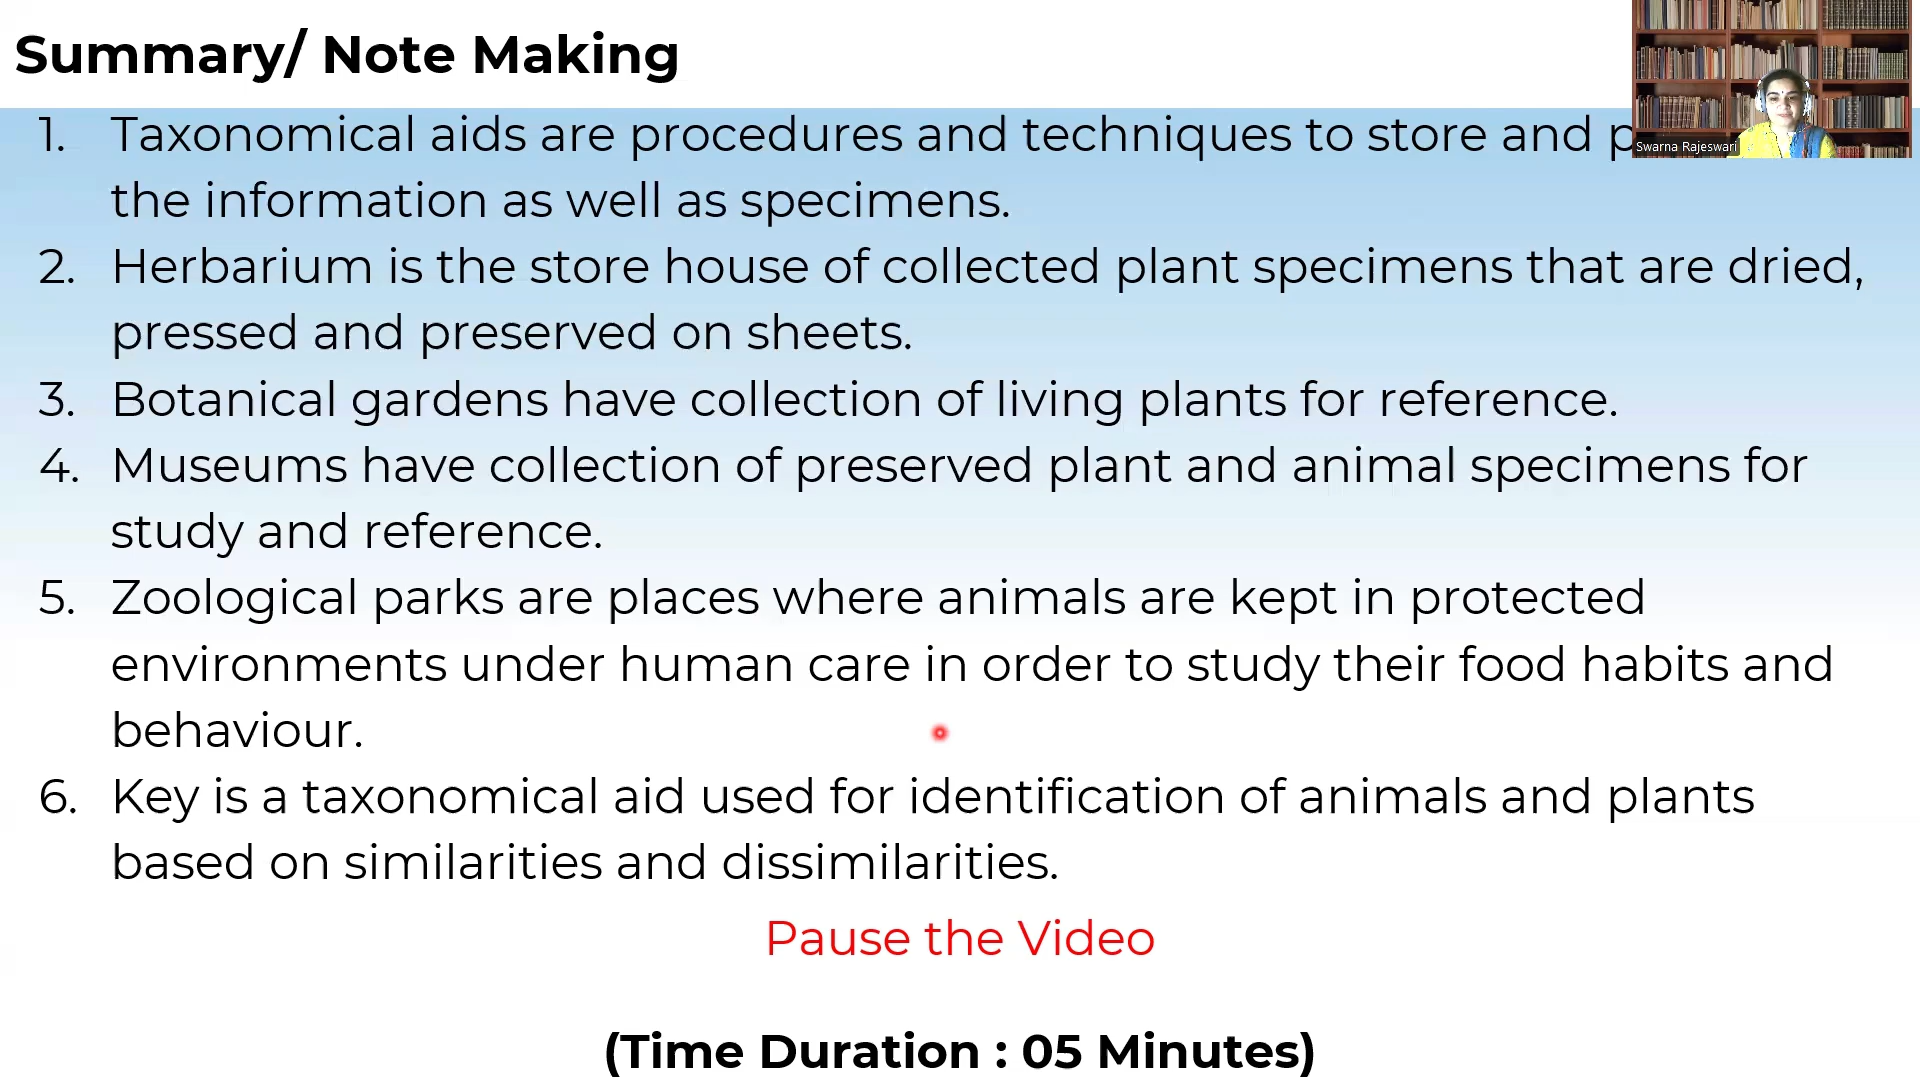 Summary/ Note Making
Swarna Rajeswari
1. Taxonomical aids are procedures and techniques to store and
the information as well as specimens.
2. Herbarium is the store house of collected plant specimens that are dried,
pressed and preserved on sheets.
3. Botanical gardens have collection of living plants for reference.
4. Museums have collection of preserved plant and animal specimens for
study and reference.
5. Zoological parks are places where animals are kept in protected
environments under human care in order to study their food habits and
behaviour.
6. Key is a taxonomical aid used for identification of animals and plants
based on similarities and dissimilarities.
Pause the Video
(Time Duration : 05 Minutes)